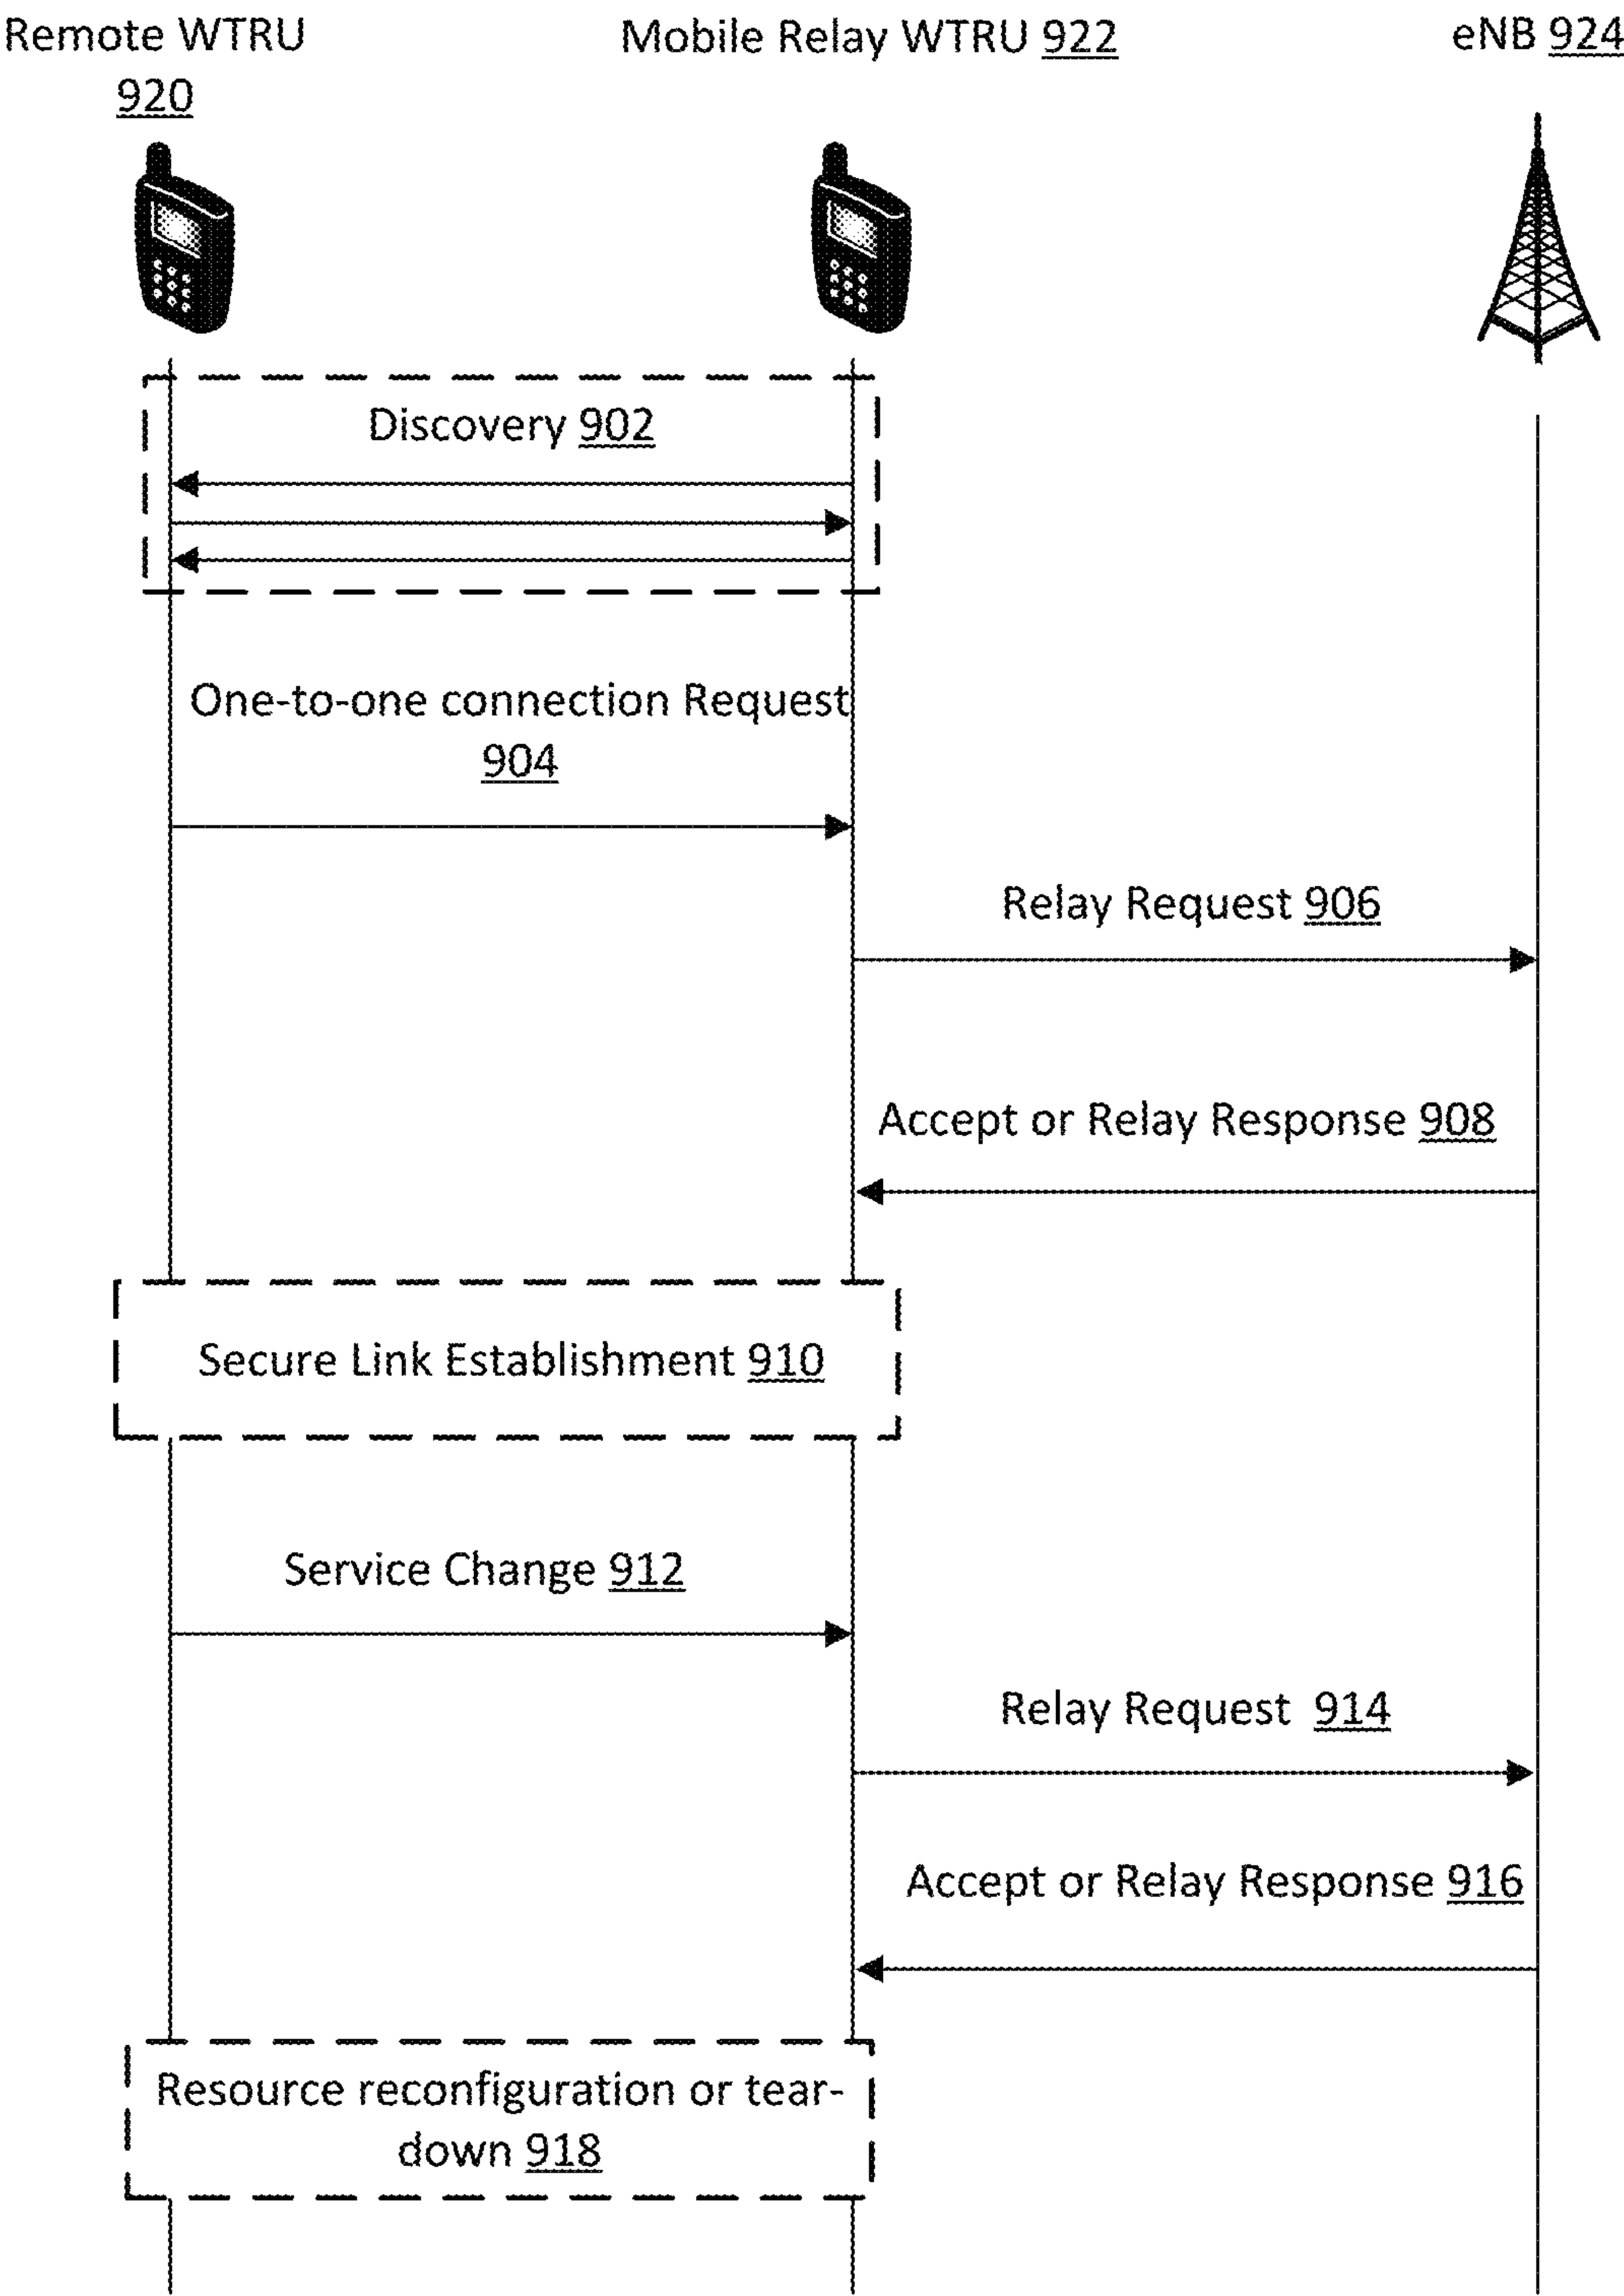 Remote WTRU
920
Mobile Relay WTRU 922
eNB 924
Discovery 902
One-to-one connection Request
904
Relay Request 906
Accept or Relay Response 908
Secure Link Establishment 910
Service Change 912
Relay Request 914
Accept or Relay Response 916
Resource reconfiguration or tear-
down 918